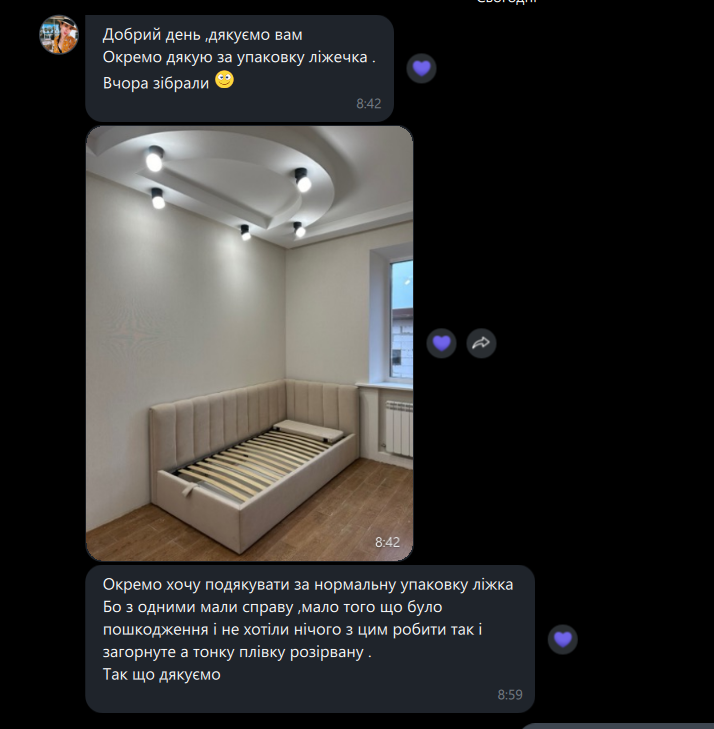 Сьогодні
Добрий день ,дякуємо вам
Окремо дякую за упаковку ліжечка .
Вчора зібрали 🙄
8:42
8:42
Окремо хочу подякувати за нормальну упаковку ліжка
Бо з одними мали справу ,мало того що було
пошкодження і не хотіли нічого з цим робити так і
загорнуте а тонку плівку розірвану .
Так що дякуємо
8:59